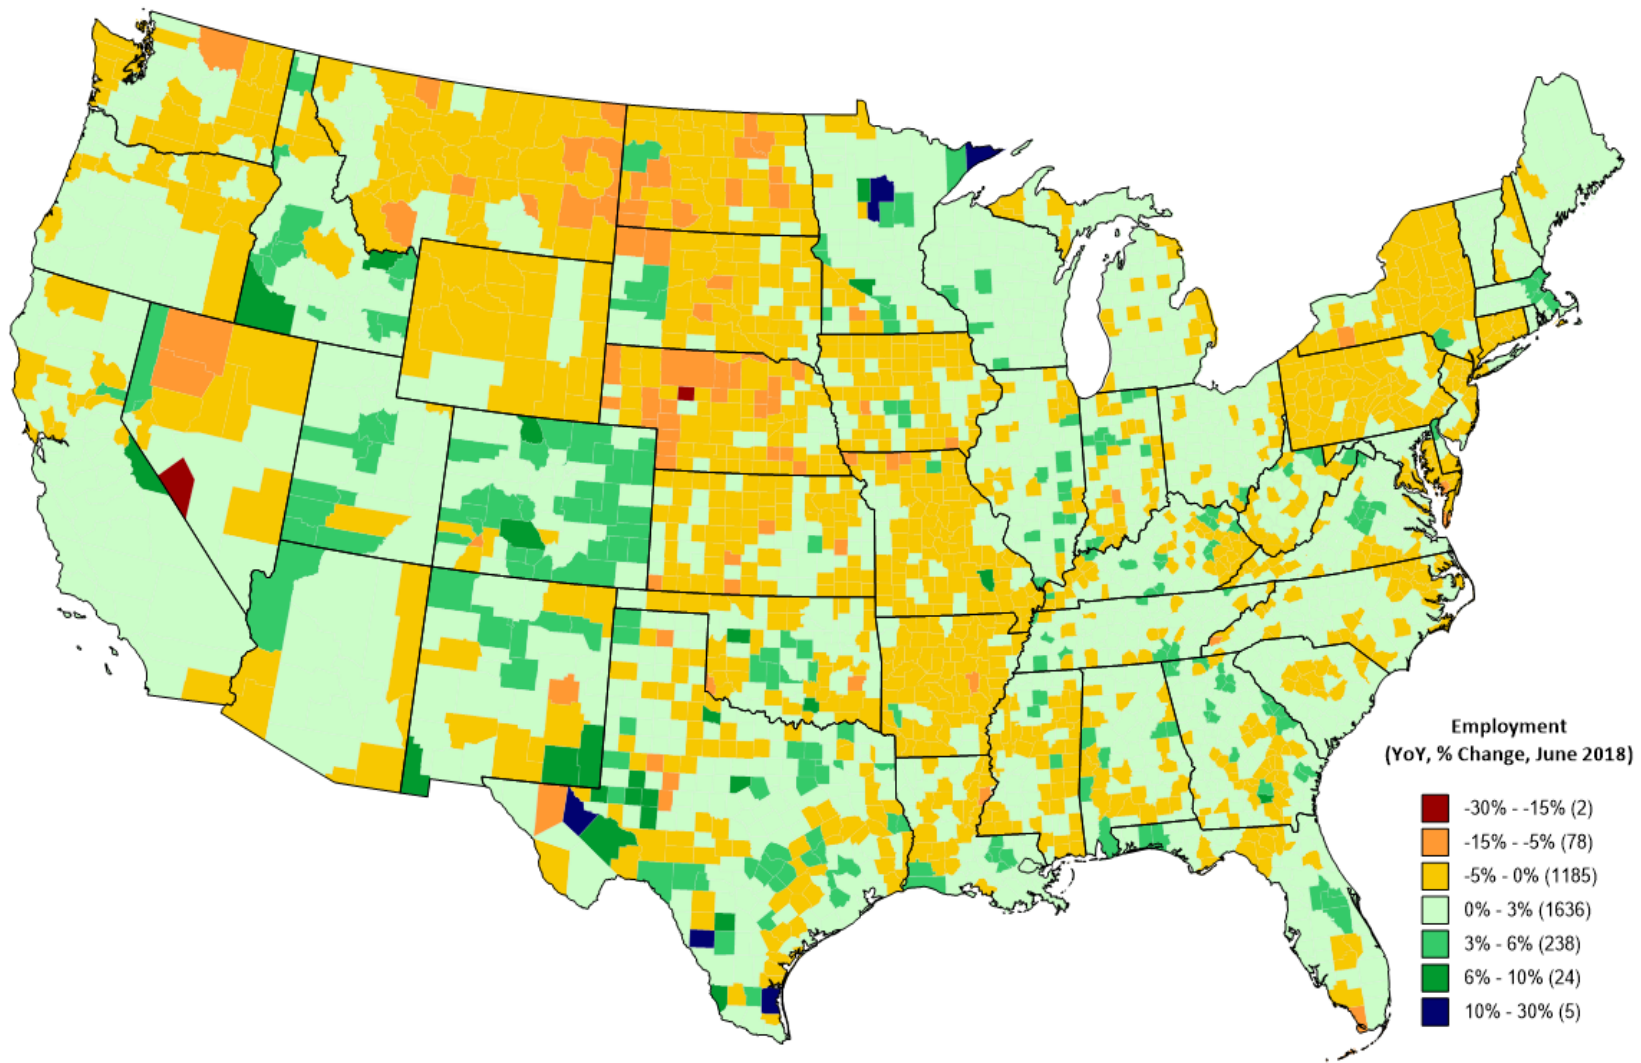 Employment
(YoY, % Change, June 2018)
-30% - -15% (2)
-15% - -5% (78)
-5% - 0% (1185)
0% - 3% (1636)
3% - 6% (238)
6% - 10% (24)
10% - 30% (5)